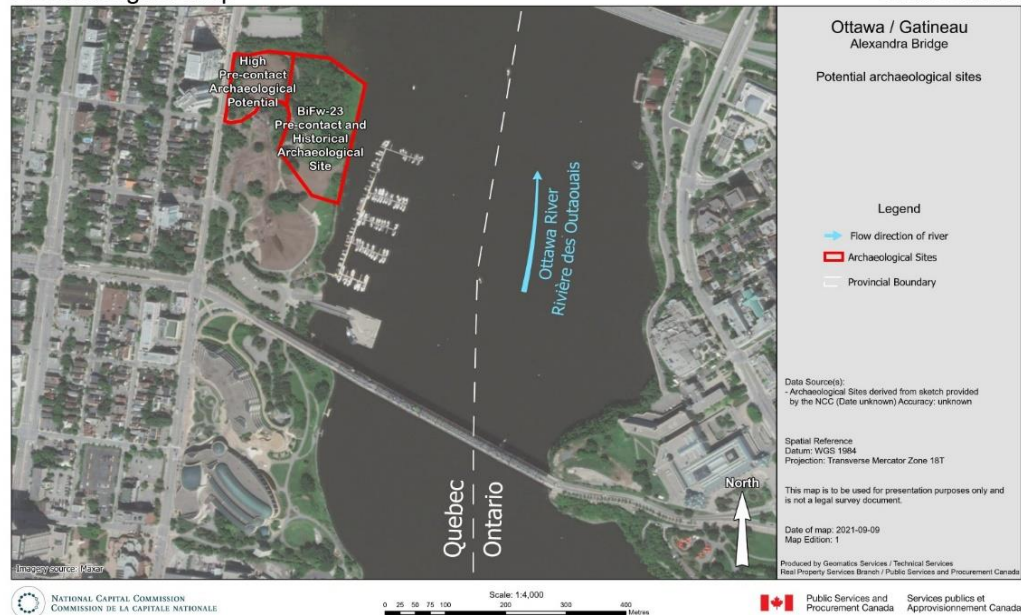 Ottawa / Gatineau
Alexandra Bridge
Potential archaeological sites
High
Pre-contact
Archaeological
Potential
BiFw-23
Pre-contact and
Historical
Archaeological
Site
Ottawa River
Rivière des Outaouais
Legend
Flow direction of river
Archaeological Sites
Provincial Boundary
Data Source(s):
- Archaeological Sites derived from sketch provided
by the NCC (Date unknown) Accuracy: unknown
Spatial Reference
Datum: WGS 1984
Projection: Transverse Mercator Zone 18T
North
This map is to be used for presentation purposes only and
is not a legal survey document.
Quebec
Ontario
Date of map: 2021-09-09
Map Edition: 1
Imagery source: Maxar
Produced by Geomatics Services / Technical Services
Real Property Services Branch / Public Services and Procurement Canada
NATIONAL CAPITAL COMMISSION
COMMISSION DE LA CAPITALE NATIONALE
Scale: 1:4,000
0 25 50 75 100 200 300 400
Metres
Public Services and
Procurement Canada
Services publics et
Approvisionnement Canada